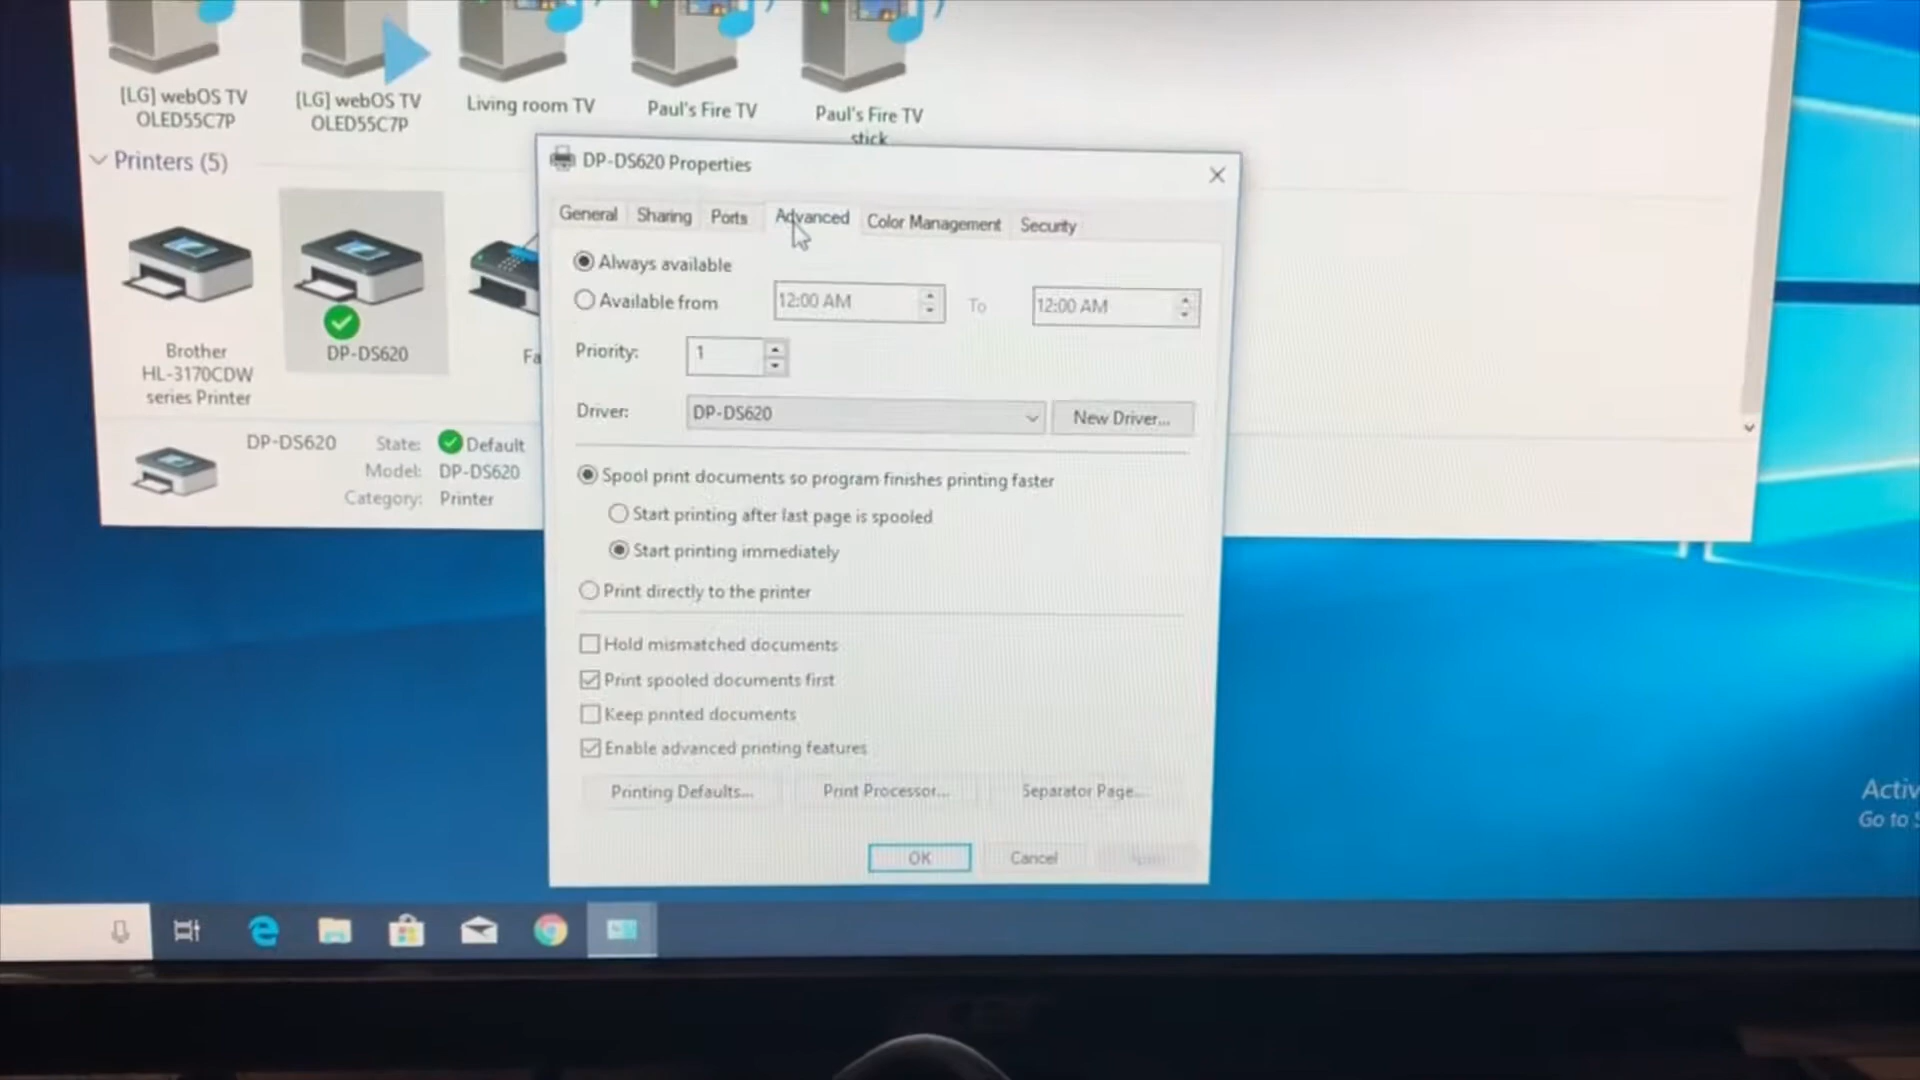 [LG] webOS TV
OLED55C7P
[LG] webOS TV
OLED55C7P
Living room TV
Paul's Fire TV
Paul's Fire TV
stick
Printers (5)
Brother
HL-3170CDW
series Printer
DP-DS620
Fa
DP-DS620 State: Default
Model: DP-DS620
Category: Printer
DP-DS620 Properties
General Sharing Ports Advanced Color Management Security
Always available
Available from 12:00 AM To 12:00 AM
Priority: 1
Driver: DP-DS620 New Driver...
Spool print documents so program finishes printing faster
Start printing after last page is spooled
Start printing immediately
Print directly to the printer
Hold mismatched documents
Print spooled documents first
Keep printed documents
Enable advanced printing features
Printing Defaults... Print Processor... Separator Page...
OK Cancel
Activ
Go to S